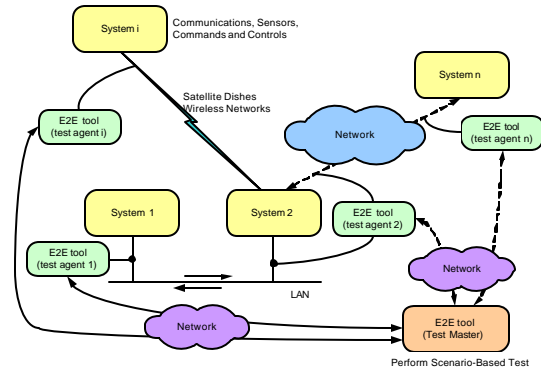 System i
Communications, Sensors,
Commands and Controls
Satellite Dishes
Wireless Networks
System n
E2E tool
(test agent i)
Network
E2E tool
(test agent n)
System 1
System 2
E2E tool
(test agent 2)
E2E tool
(test agent 1)
Network
LAN
Network
E2E tool
(Test Master)
Perform Scenario-Based Test